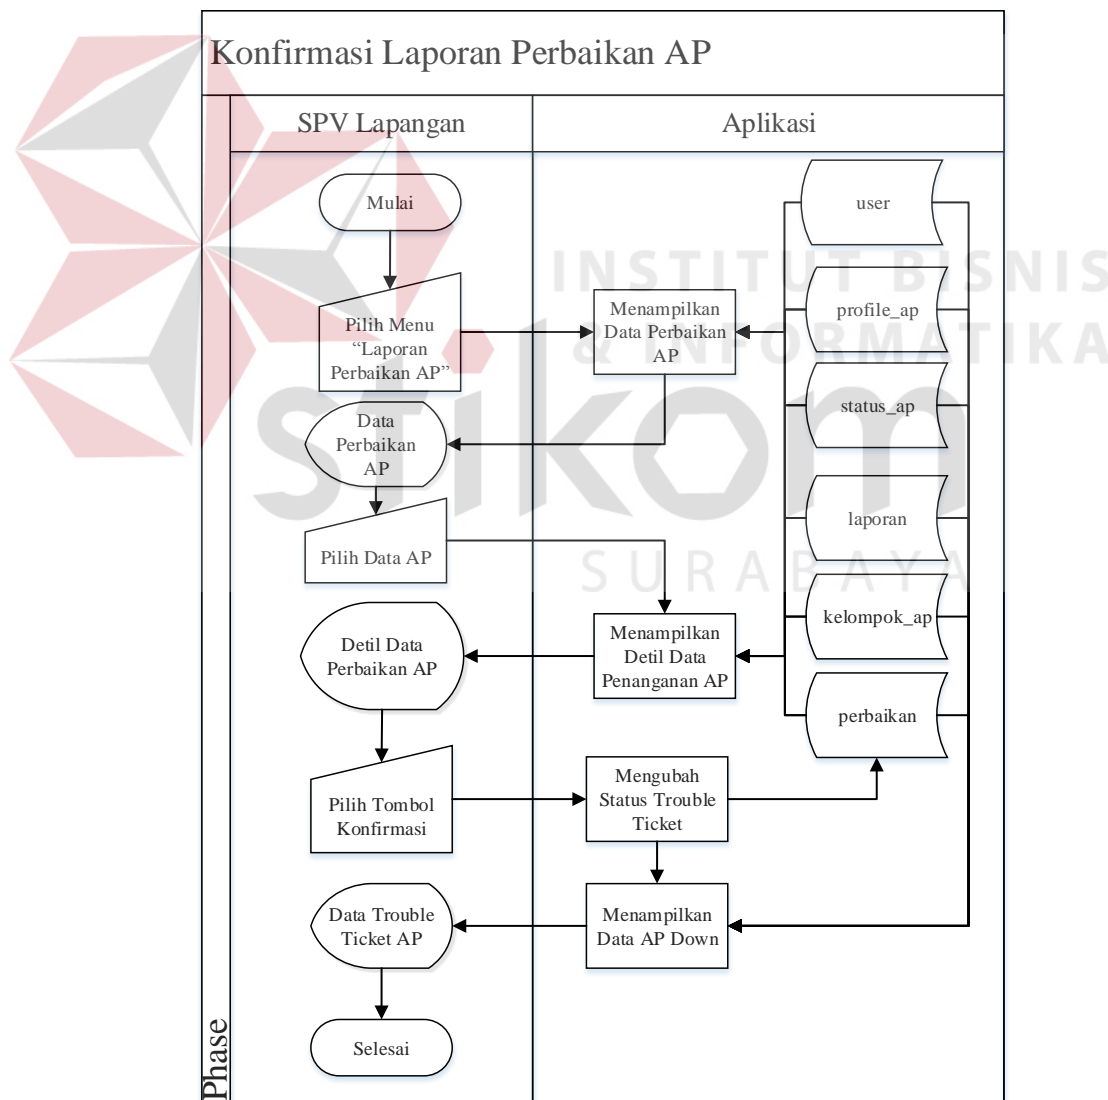 Konfirmasi Laporan Perbaikan AP
SPV Lapangan
Aplikasi
Mulai
user
INSTITUT BISNIS
& INFORMATIKA
stikom
SURABAYA
Pilih Menu
“Laporan
Perbaikan AP”
Menampilkan
Data Perbaikan
AP
profile_ap
Data
Perbaikan
AP
status_ap
Pilih Data AP
laporan
Detil Data
Perbaikan AP
Menampilkan
Detil Data
Penanganan AP
kelompok_ap
perbaikan
Pilih Tombol
Konfirmasi
Mengubah
Status Trouble
Ticket
Data Trouble
Ticket AP
Menampilkan
Data AP Down
Selesai
Phase